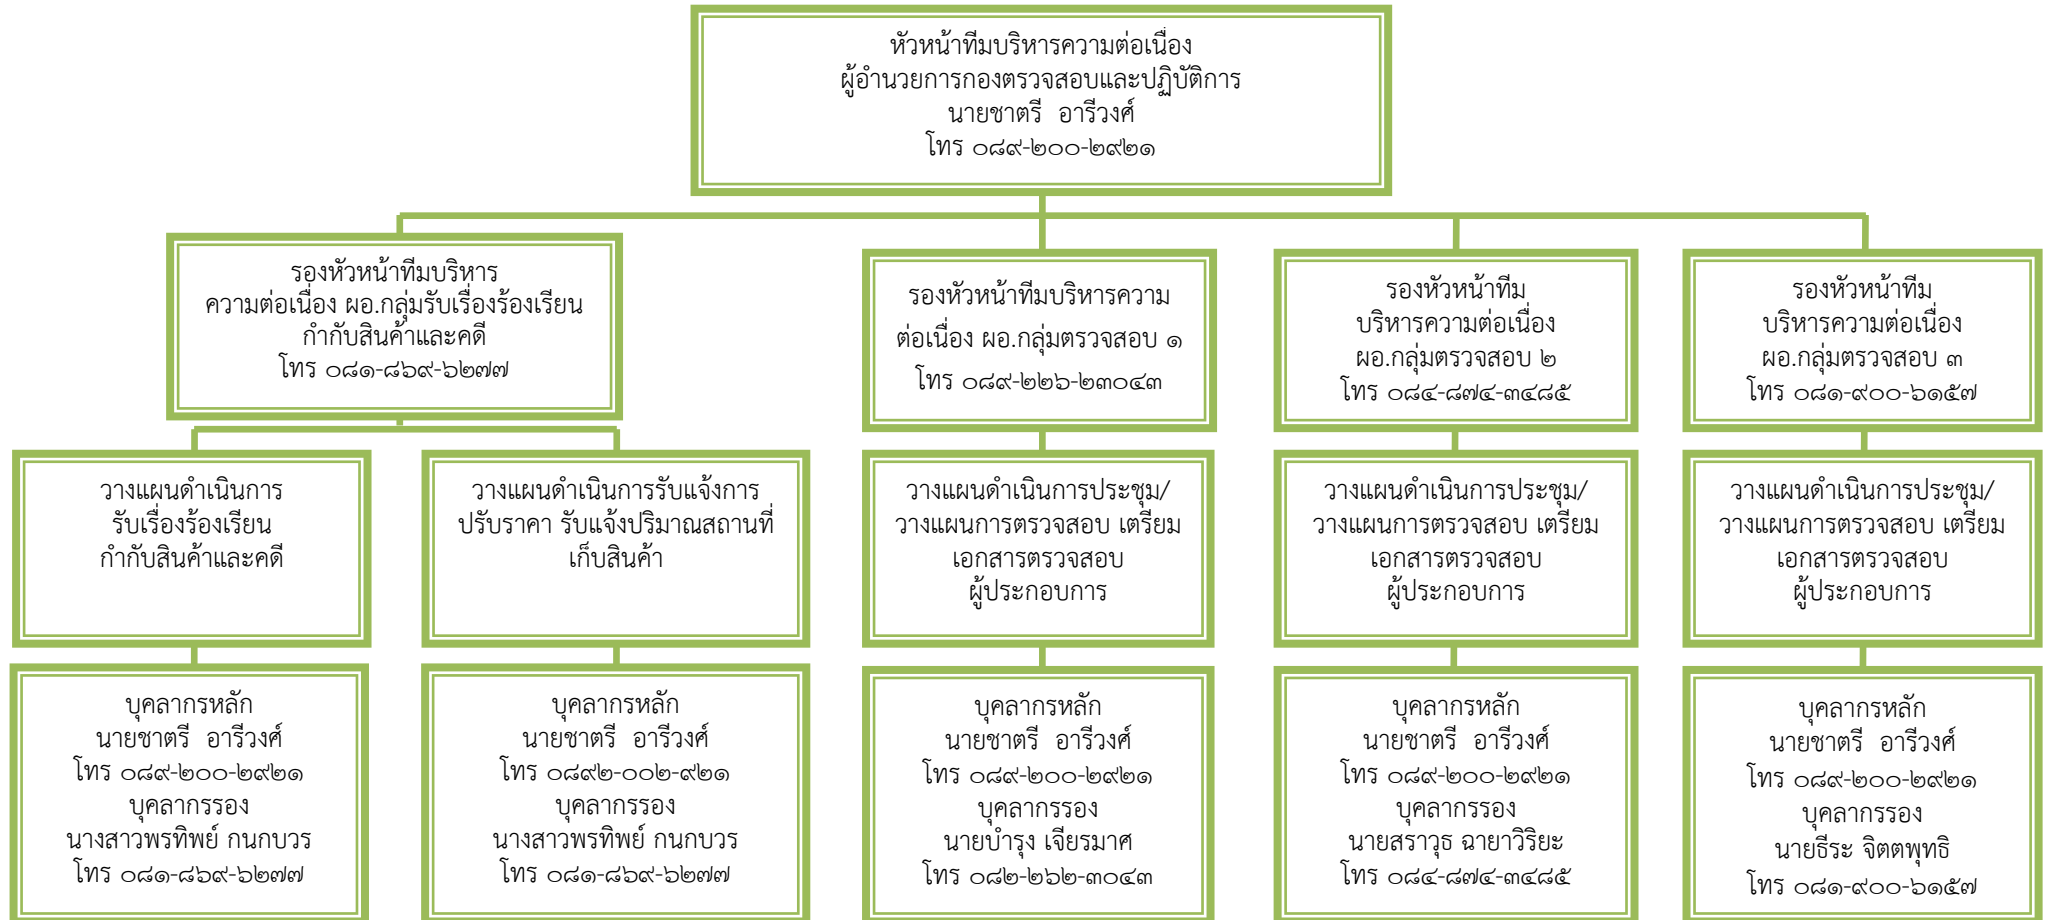 หัวหน้าทีมบริหารความต่อเนื่อง
ผู้อำนวยการกองตรวจสอบและปฏิบัติการ
นายชาตรี  อารีวงศ์
โทร ๐๘๙-๒๐๐-๒๙๒๑
รองหัวหน้าทีมบริหาร
ความต่อเนื่อง ผอ.กลุ่มรับเรื่องร้องเรียน
กำกับสินค้าและคดี
โทร ๐๘๑-๘๖๙-๖๒๗๗
รองหัวหน้าทีมบริหารความ
ต่อเนื่อง ผอ.กลุ่มตรวจสอบ ๑
โทร ๐๘๙-๒๒๖-๒๓๐๔๓
รองหัวหน้าทีม
บริหารความต่อเนื่อง
ผอ.กลุ่มตรวจสอบ ๒
โทร ๐๘๔-๘๗๔-๓๔๘๕
รองหัวหน้าทีม
บริหารความต่อเนื่อง
ผอ.กลุ่มตรวจสอบ ๓
โทร ๐๘๑-๙๐๐-๖๑๕๗
วางแผนดำเนินการ
รับเรื่องร้องเรียน
กำกับสินค้าและคดี
วางแผนดำเนินการรับแจ้งการ
ปรับราคา รับแจ้งปริมาณสถานที่
เก็บสินค้า
วางแผนดำเนินการประชุม/
วางแผนการตรวจสอบ เตรียม
เอกสารตรวจสอบ
ผู้ประกอบการ
วางแผนดำเนินการประชุม/
วางแผนการตรวจสอบ เตรียม
เอกสารตรวจสอบ
ผู้ประกอบการ
วางแผนดำเนินการประชุม/
วางแผนการตรวจสอบ เตรียม
เอกสารตรวจสอบ
ผู้ประกอบการ
บุคลากรหลัก
นายชาตรี  อารีวงศ์
โทร ๐๘๙-๒๐๐-๒๙๒๑
บุคลากรรอง
นางสาวพรทิพย์ กนกบวร
โทร ๐๘๑-๘๖๙-๖๒๗๗
บุคลากรหลัก
นายชาตรี  อารีวงศ์
โทร ๐๘๙๒-๐๐๒-๙๒๑
บุคลากรรอง
นางสาวพรทิพย์ กนกบวร
โทร ๐๘๑-๘๖๙-๖๒๗๗
บุคลากรหลัก
นายชาตรี  อารีวงศ์
โทร ๐๘๙-๒๐๐-๒๙๒๑
บุคลากรรอง
นายบำรุง เจียรมาศ
โทร ๐๘๒-๒๖๒-๓๐๔๓
บุคลากรหลัก
นายชาตรี  อารีวงศ์
โทร ๐๘๙-๒๐๐-๒๙๒๑
บุคลากรรอง
นายสราวุธ ฉายาวิริยะ
โทร ๐๘๔-๘๗๔-๓๔๘๕
บุคลากรหลัก
นายชาตรี  อารีวงศ์
โทร ๐๘๙-๒๐๐-๒๙๒๑
บุคลากรรอง
นายธีระ จิตตพุทธิ
โทร ๐๘๑-๙๐๐-๖๑๕๗